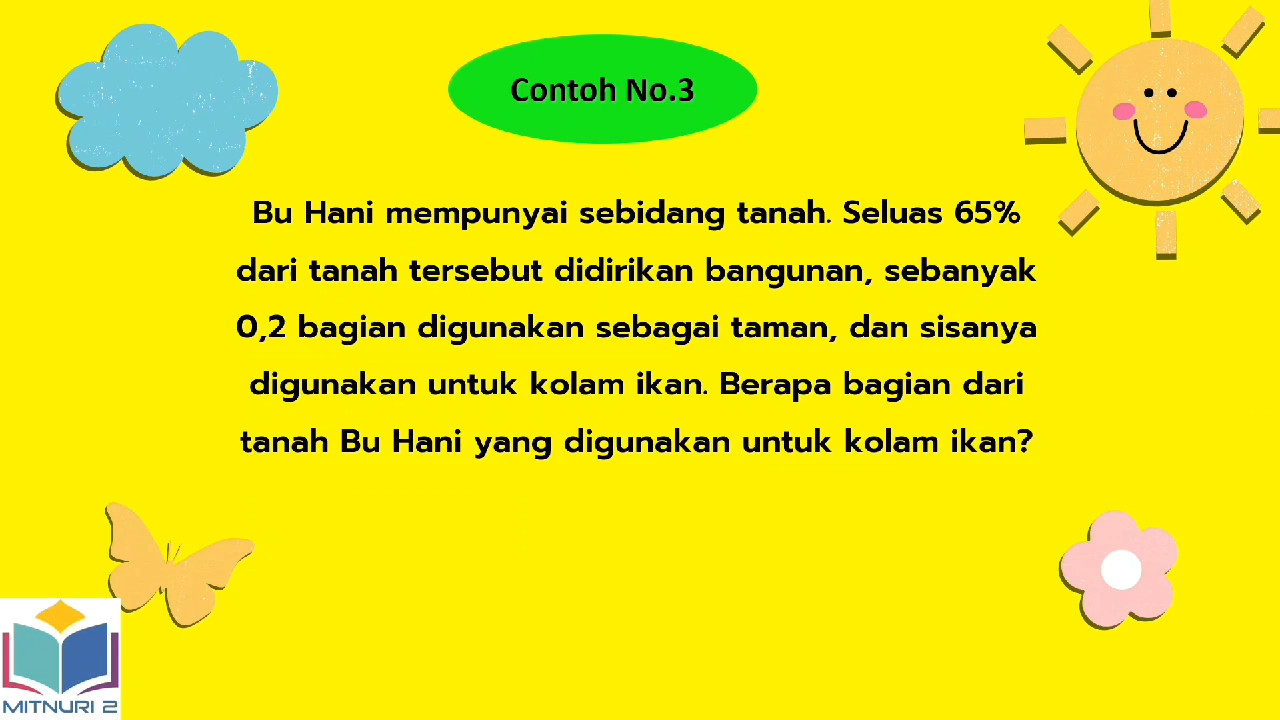 Contoh No.3
Bu Hani mempunyai sebidang tanah. Seluas 65%
dari tanah tersebut didirikan bangunan, sebanyak
0,2 bagian digunakan sebagai taman, dan sisanya
digunakan untuk kolam ikan. Berapa bagian dari
tanah Bu Hani yang digunakan untuk kolam ikan?
MITNURI 2